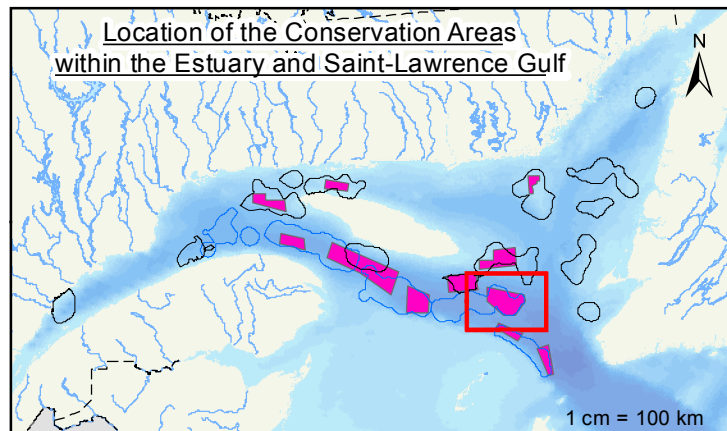 Location of the Conservation Areas
within the Estuary and Saint-Lawrence Gulf
N
1 cm = 100 km